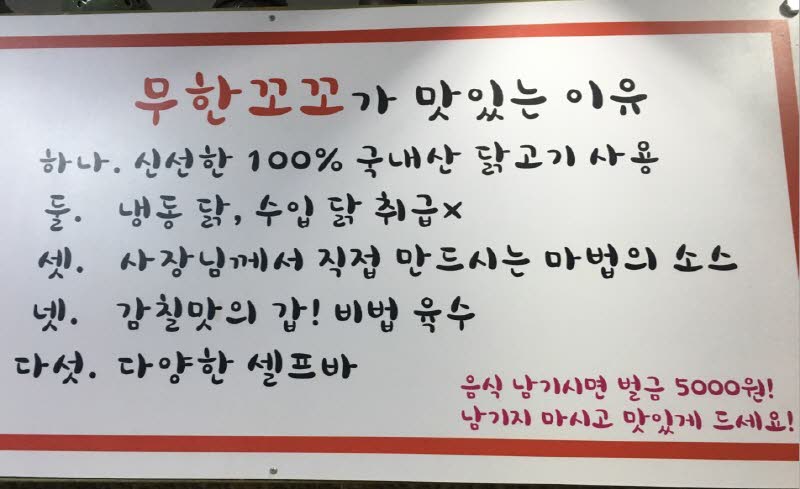 무한꼬꼬가 맛있는 이유
하나. 신선한 100% 국내산 닭고기 사용
둘. 냉동 닭, 수입 닭 취급×
셋. 사장님께서 직접 만드시는 마법의 소스
넷. 감칠맛의 갑! 비법 육수
다섯. 다양한 셀프바
음식 남기시면 벌금 5000원!
남기지 마시고 맛있게 드세요!